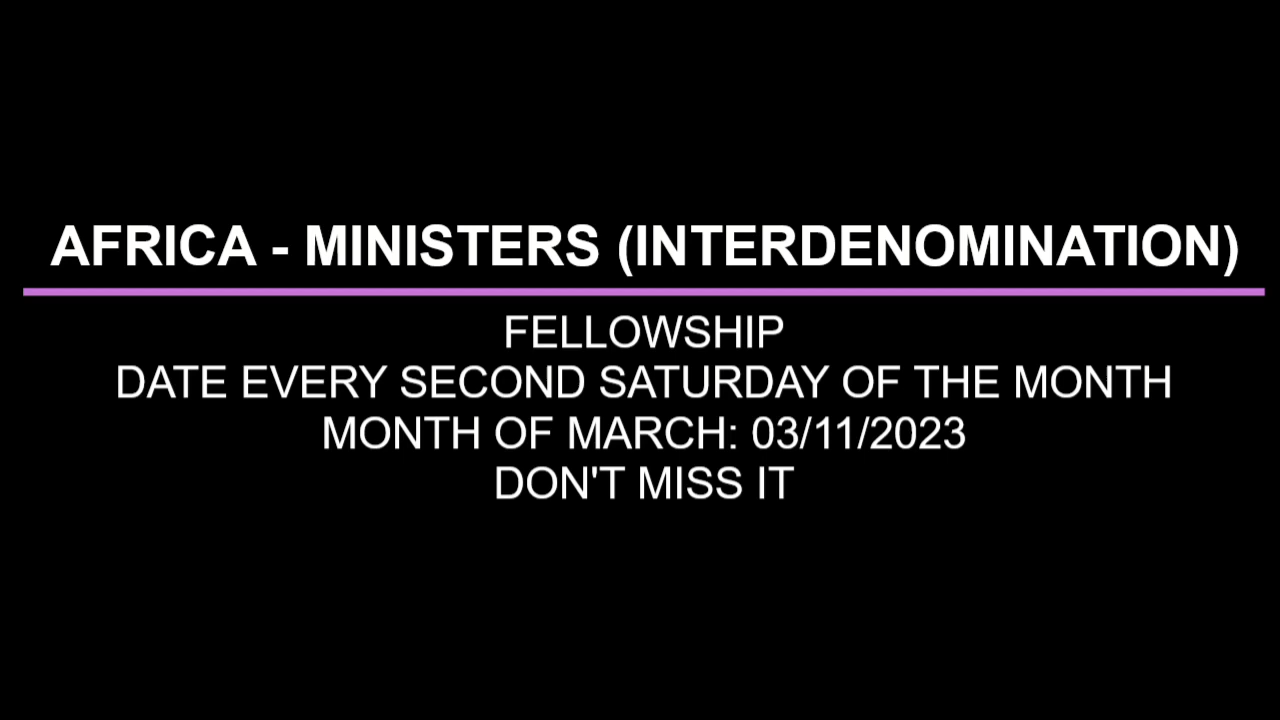 AFRICA - MINISTERS (INTERDENOMINATION)
FELLOWSHIP
DATE EVERY SECOND SATURDAY OF THE MONTH
MONTH OF MARCH: 03/11/2023
DON'T MISS IT